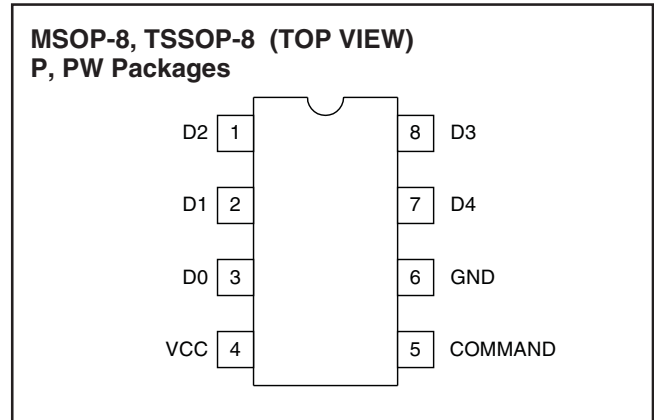 MSOP-8, TSSOP-8 (TOP VIEW)
P, PW Packages
D2 1 8 D3
D1 2 7 D4
D0 3 6 GND
VCC 4 5 COMMAND